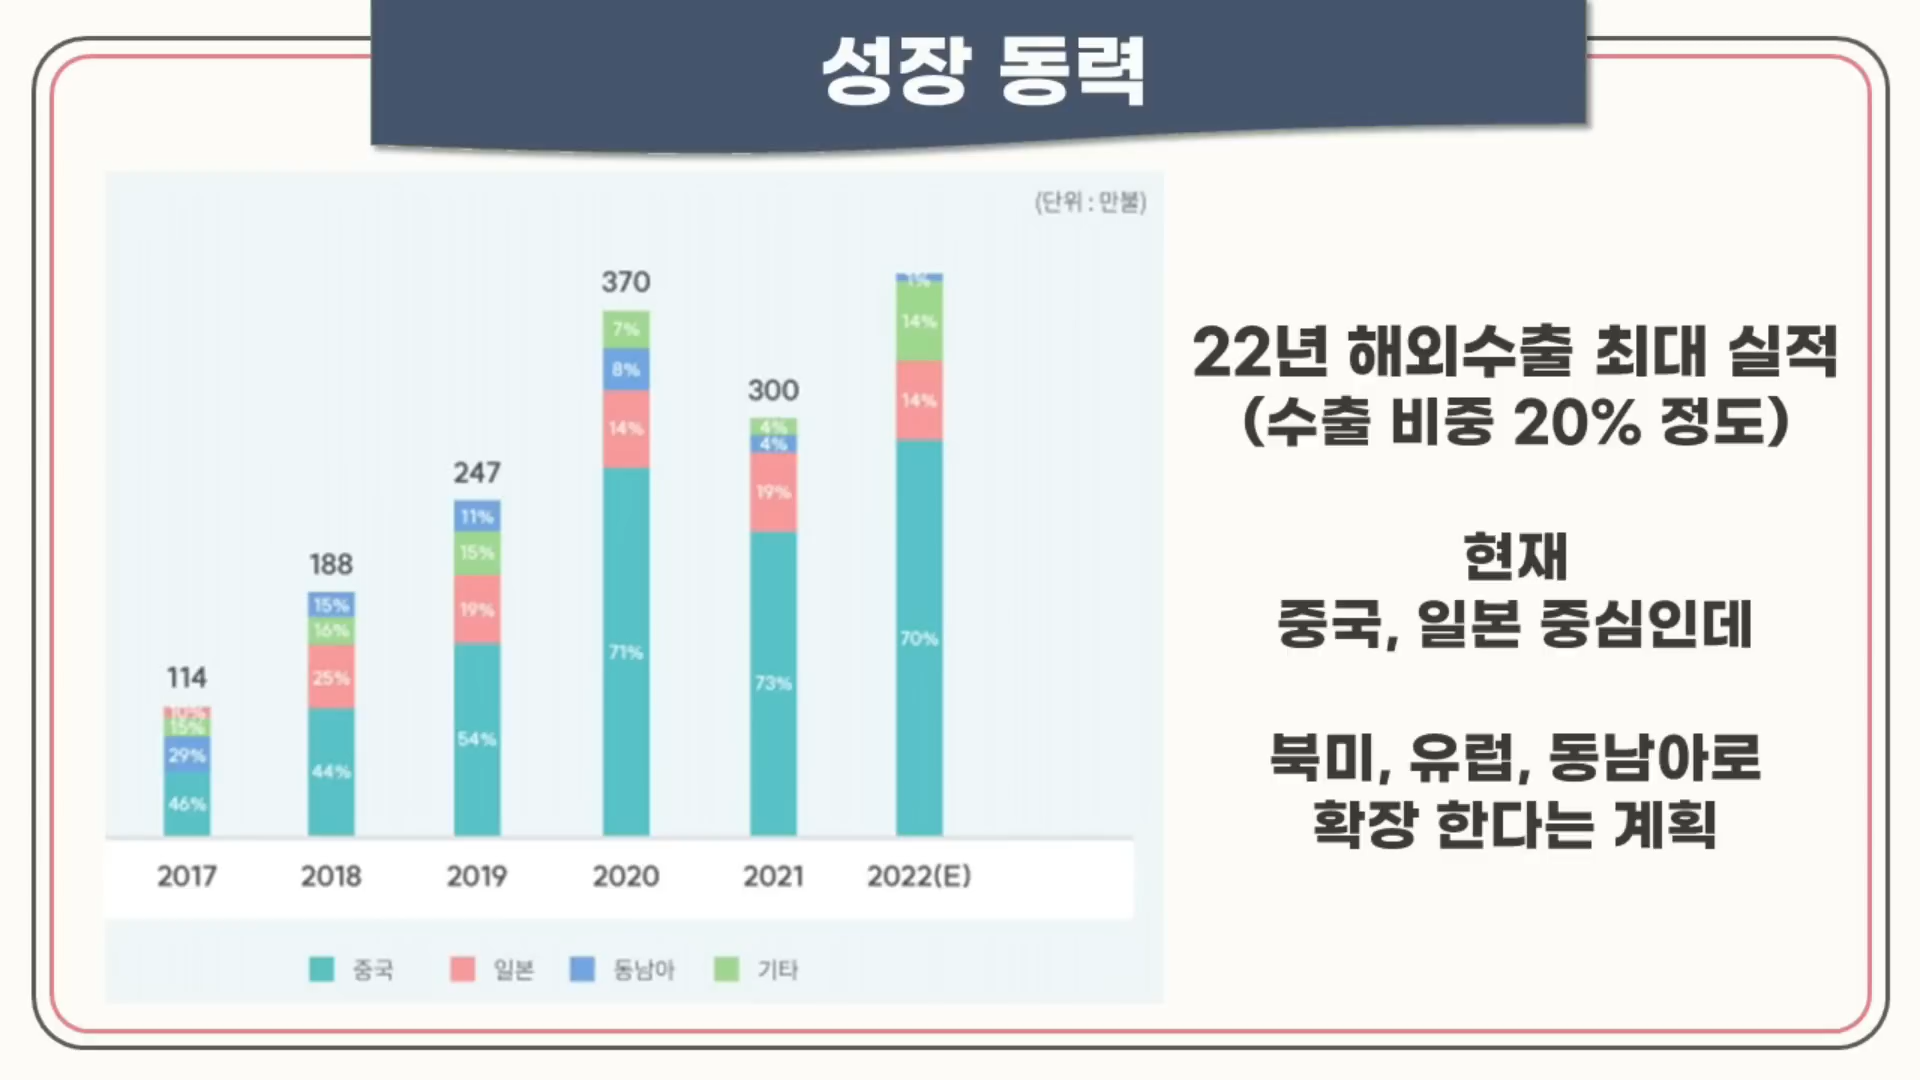 성장 동력
(단위 : 만불)
370
7%
8%
14%
71%
300
4%
4%
19%
73%
1%
14%
14%
70%
247
11%
15%
19%
54%
188
15%
16%
25%
44%
114
10%
15%
29%
46%
2017 2018 2019 2020 2021 2022(E)
중국 일본 동남아 기타
22년 해외수출 최대 실적
(수출 비중 20% 정도)
현재
중국, 일본 중심인데
북미, 유럽, 동남아로
확장 한다는 계획